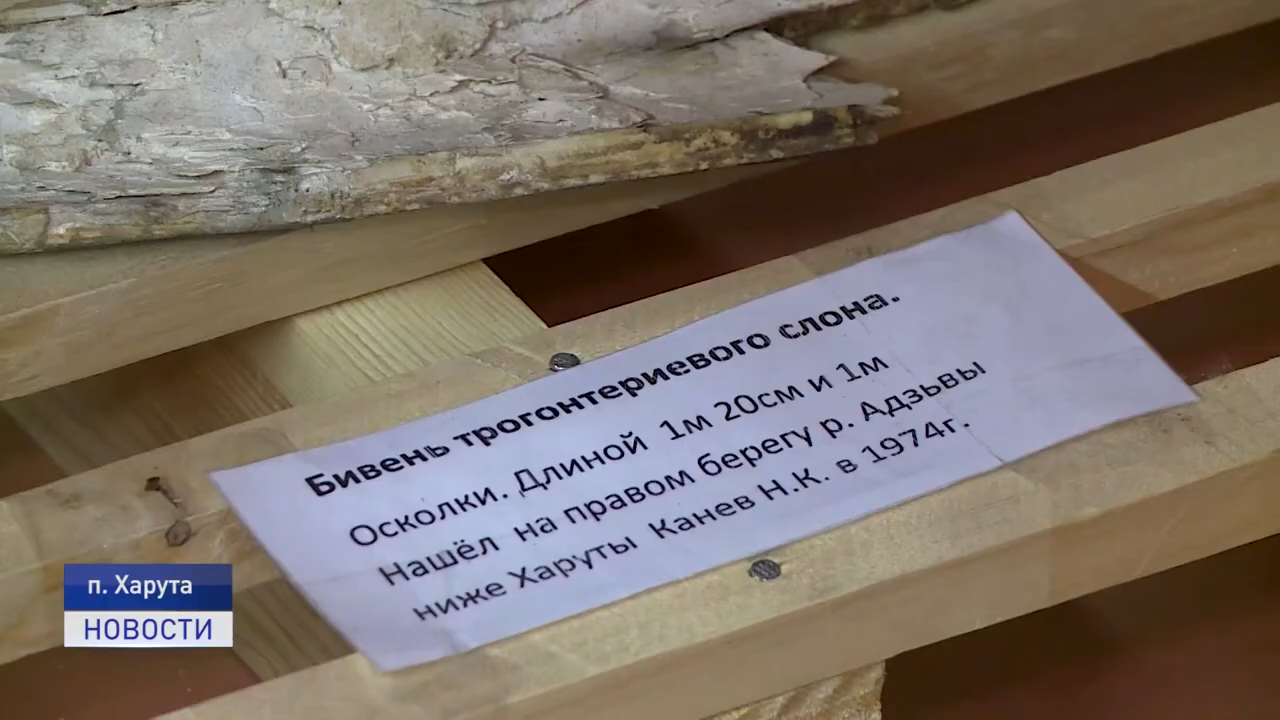 Бивень трогонтериевого слона.
Осколки. Длиной 1м 20см и 1м
Нашёл на правом берегу р. Адзьвы
ниже Харуты Канев Н.К. в 1974г.
п. Харута
НОВОСТИ